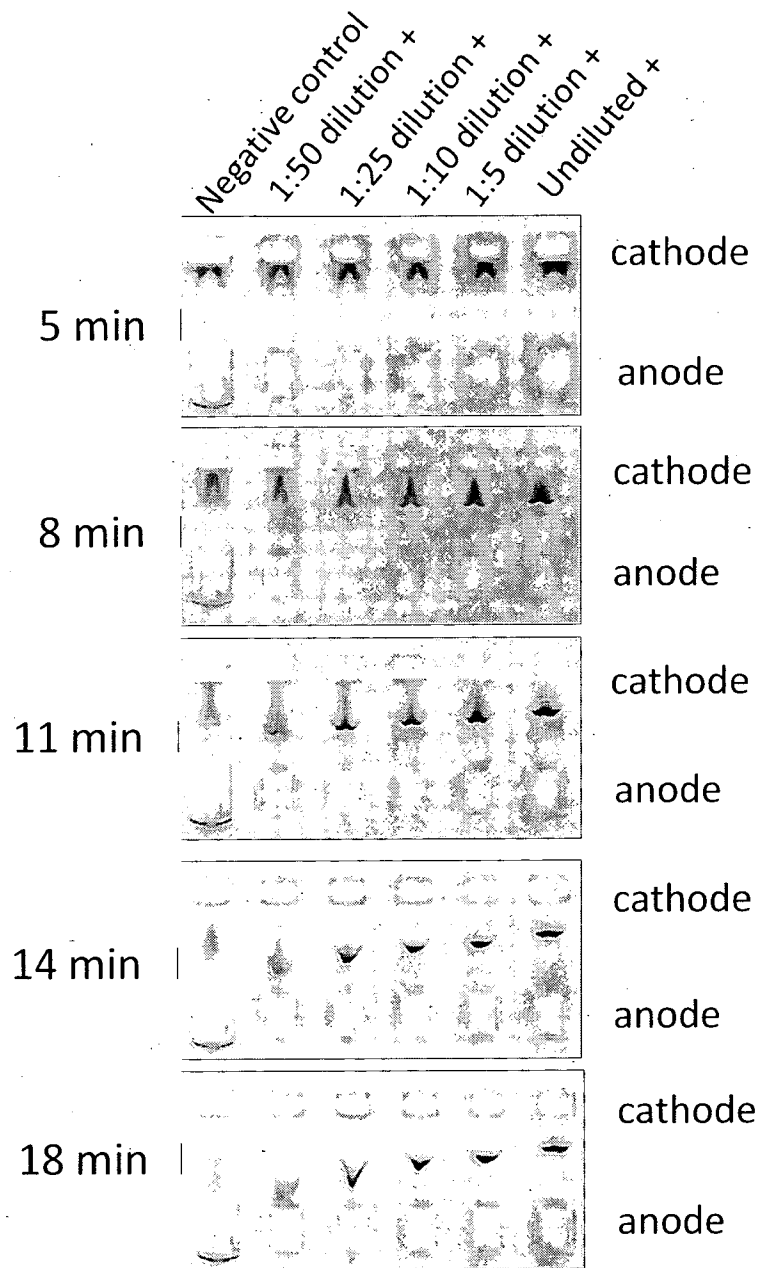 Negative control
1:50 dilution +
1:25 dilution +
1:10 dilution +
1:5 dilution +
Undiluted +
cathode
5 min
anode
cathode
8 min
anode
cathode
11 min
anode
cathode
14 min
anode
cathode
18 min
anode